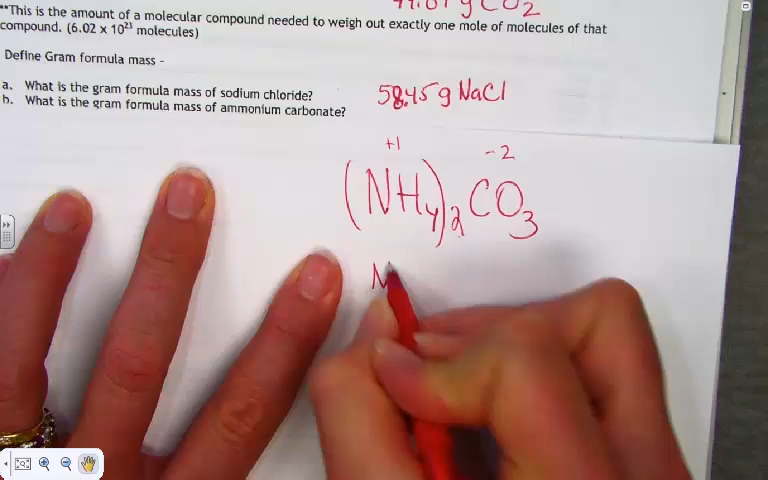 44.01 g CO2
**This is the amount of a molecular compound needed to weigh out exactly one mole of molecules of that
compound. (6.02 x 10²³ molecules)
Define Gram formula mass -
a. What is the gram formula mass of sodium chloride? 58.45 g NaCl
b. What is the gram formula mass of ammonium carbonate?
+1 -2
(NH4)2CO3
N